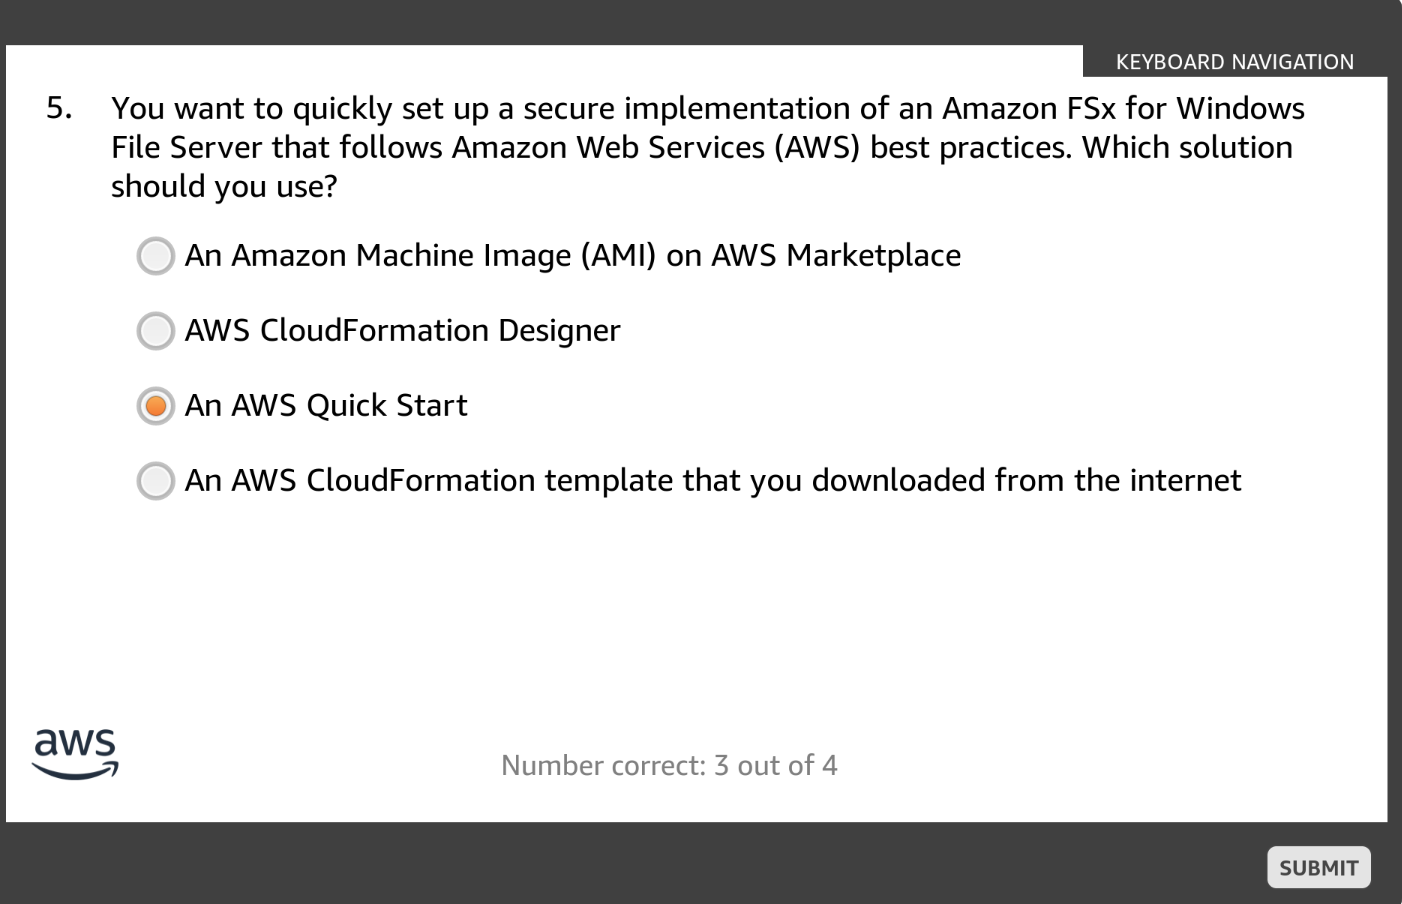 KEYBOARD NAVIGATION
5. You want to quickly set up a secure implementation of an Amazon FSx for Windows
File Server that follows Amazon Web Services (AWS) best practices. Which solution
should you use?
An Amazon Machine Image (AMI) on AWS Marketplace
AWS CloudFormation Designer
An AWS Quick Start
An AWS CloudFormation template that you downloaded from the internet
aws
Number correct: 3 out of 4
SUBMIT